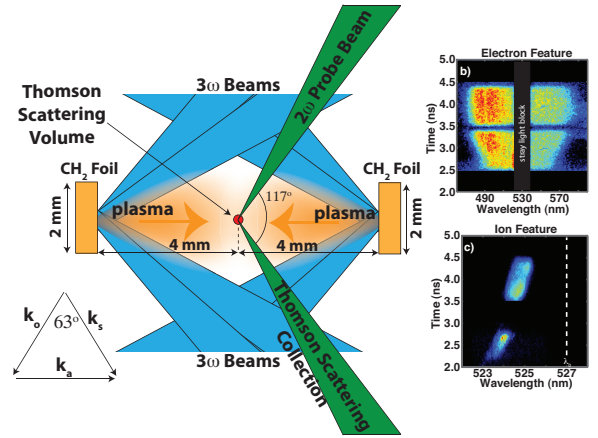 3ω Beams
2ω Probe Beam
Thomson
Scattering
Volume
CH2 Foil
CH2 Foil
2 mm
plasma
117o
plasma
2 mm
4 mm
4 mm
ko
63o
ks
ka
3ω Beams
Thomson Scattering
Collection
Electron Feature
b)
stray light block
Time (ns)
5.0
4.5
4.0
3.5
3.0
2.5
2.0
490
530
570
Wavelength (nm)
Ion Feature
c)
Time (ns)
5.0
4.5
4.0
3.5
3.0
2.5
2.0
523
525
527
Wavelength (nm)